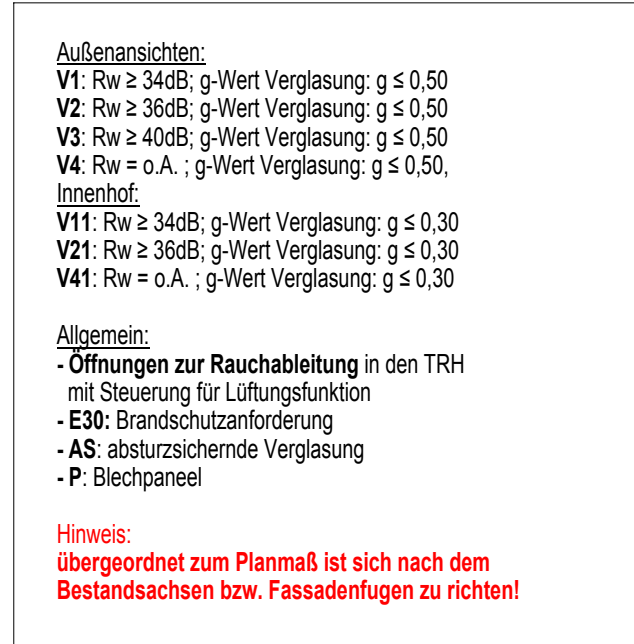 Außenansichten:
V1: Rw ≥ 34dB; g-Wert Verglasung: g ≤ 0,50
V2: Rw ≥ 36dB; g-Wert Verglasung: g ≤ 0,50
V3: Rw ≥ 40dB; g-Wert Verglasung: g ≤ 0,50
V4: Rw = o.A. ; g-Wert Verglasung: g ≤ 0,50,
Innenhof:
V11: Rw ≥ 34dB; g-Wert Verglasung: g ≤ 0,30
V21: Rw ≥ 36dB; g-Wert Verglasung: g ≤ 0,30
V41: Rw = o.A. ; g-Wert Verglasung: g ≤ 0,30
Allgemein:
- Öffnungen zur Rauchableitung in den TRH
mit Steuerung für Lüftungsfunktion
- E30: Brandschutzanforderung
- AS: absturzsichernde Verglasung
- P: Blechpaneel
Hinweis:
übergeordnet zum Planmaß ist sich nach dem
Bestandsachsen bzw. Fassadenfugen zu richten!